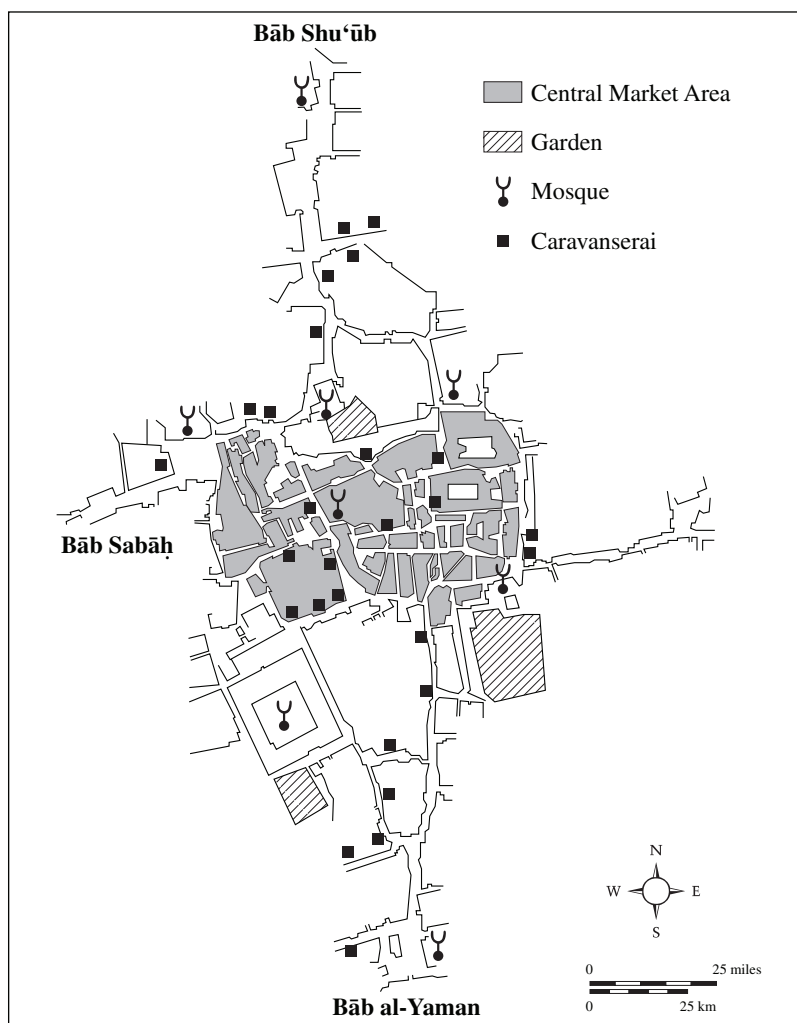 Bāb Shu‘ūb
Central Market Area
Garden
Mosque
Caravanserai
Bāb Sabāḥ
N
W E
S
0 25 miles
0 25 km
Bāb al-Yaman